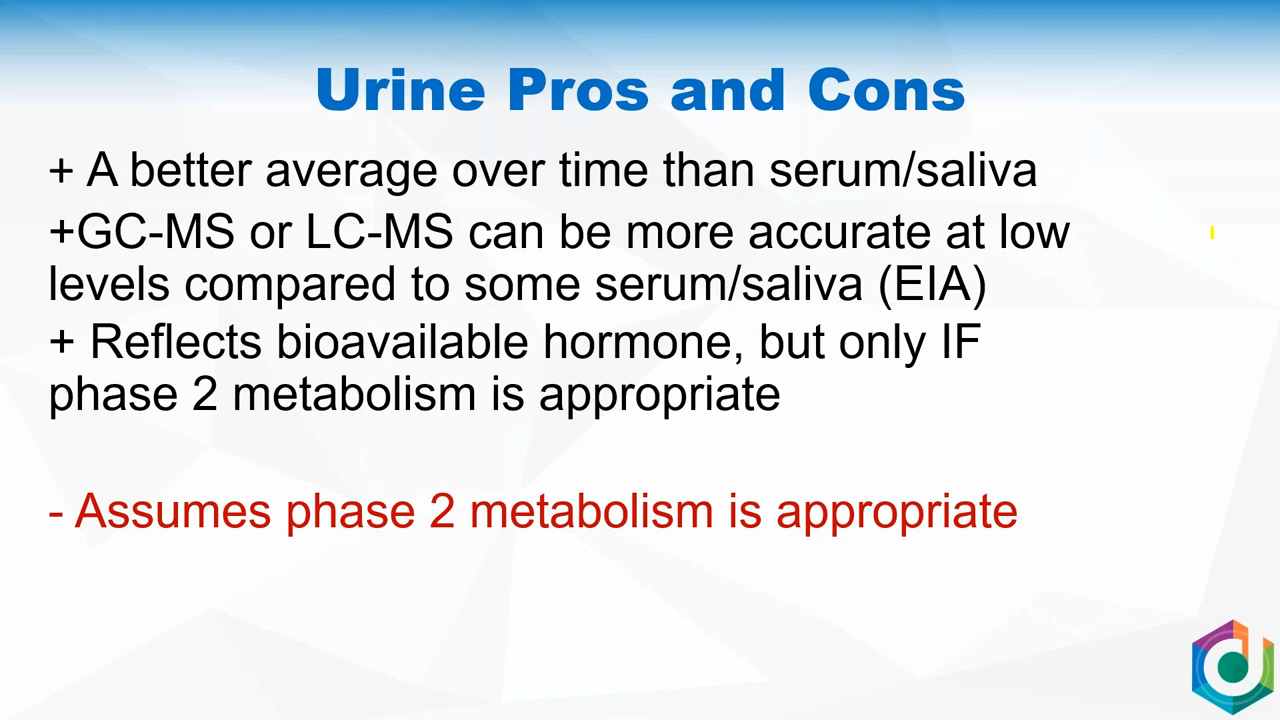 Urine Pros and Cons
+ A better average over time than serum/saliva
+GC-MS or LC-MS can be more accurate at low
levels compared to some serum/saliva (EIA)
+ Reflects bioavailable hormone, but only IF
phase 2 metabolism is appropriate
- Assumes phase 2 metabolism is appropriate